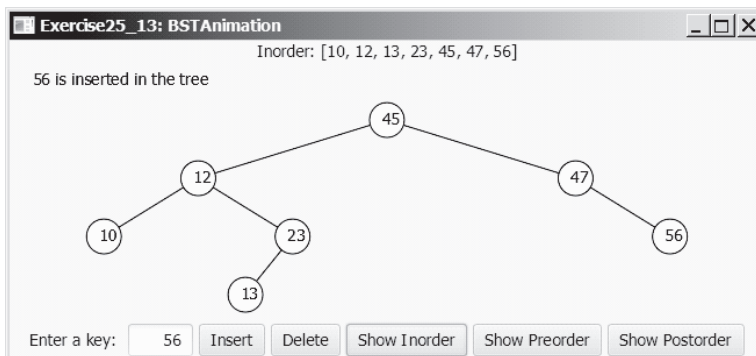 Exercise25_13: BSTAnimation
Inorder: [10, 12, 13, 23, 45, 47, 56]
56 is inserted in the tree
45
12 47
10 23 56
13
Enter a key: 56 Insert Delete Show Inorder Show Preorder Show Postorder